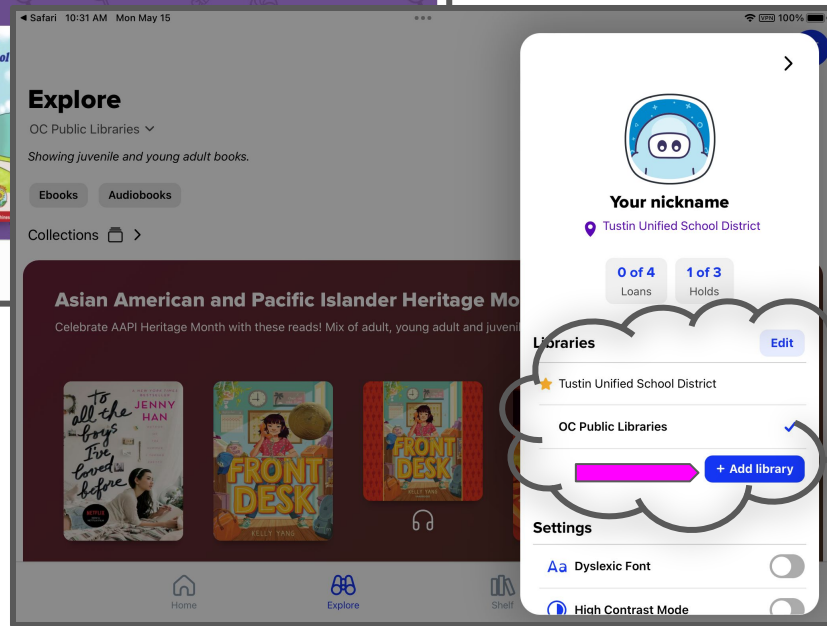 Safari 10:31 AM Mon May 15
VPN 100%
Explore
OC Public Libraries
Showing juvenile and young adult books.
Ebooks Audiobooks
Collections
Asian American and Pacific Islander Heritage Mo
Celebrate AAPI Heritage Month with these reads! Mix of adult, young adult and juveni
to all the boys I've loved before
JENNY HAN
NETFLIX
FRONT DESK
KELLY YANG
FRONT DESK
KELLY YANG
Home
Explore
Shelf
Your nickname
Tustin Unified School District
0 of 4
Loans
1 of 3
Holds
Libraries
Edit
Tustin Unified School District
OC Public Libraries
+ Add library
Settings
Aa Dyslexic Font
High Contrast Mode